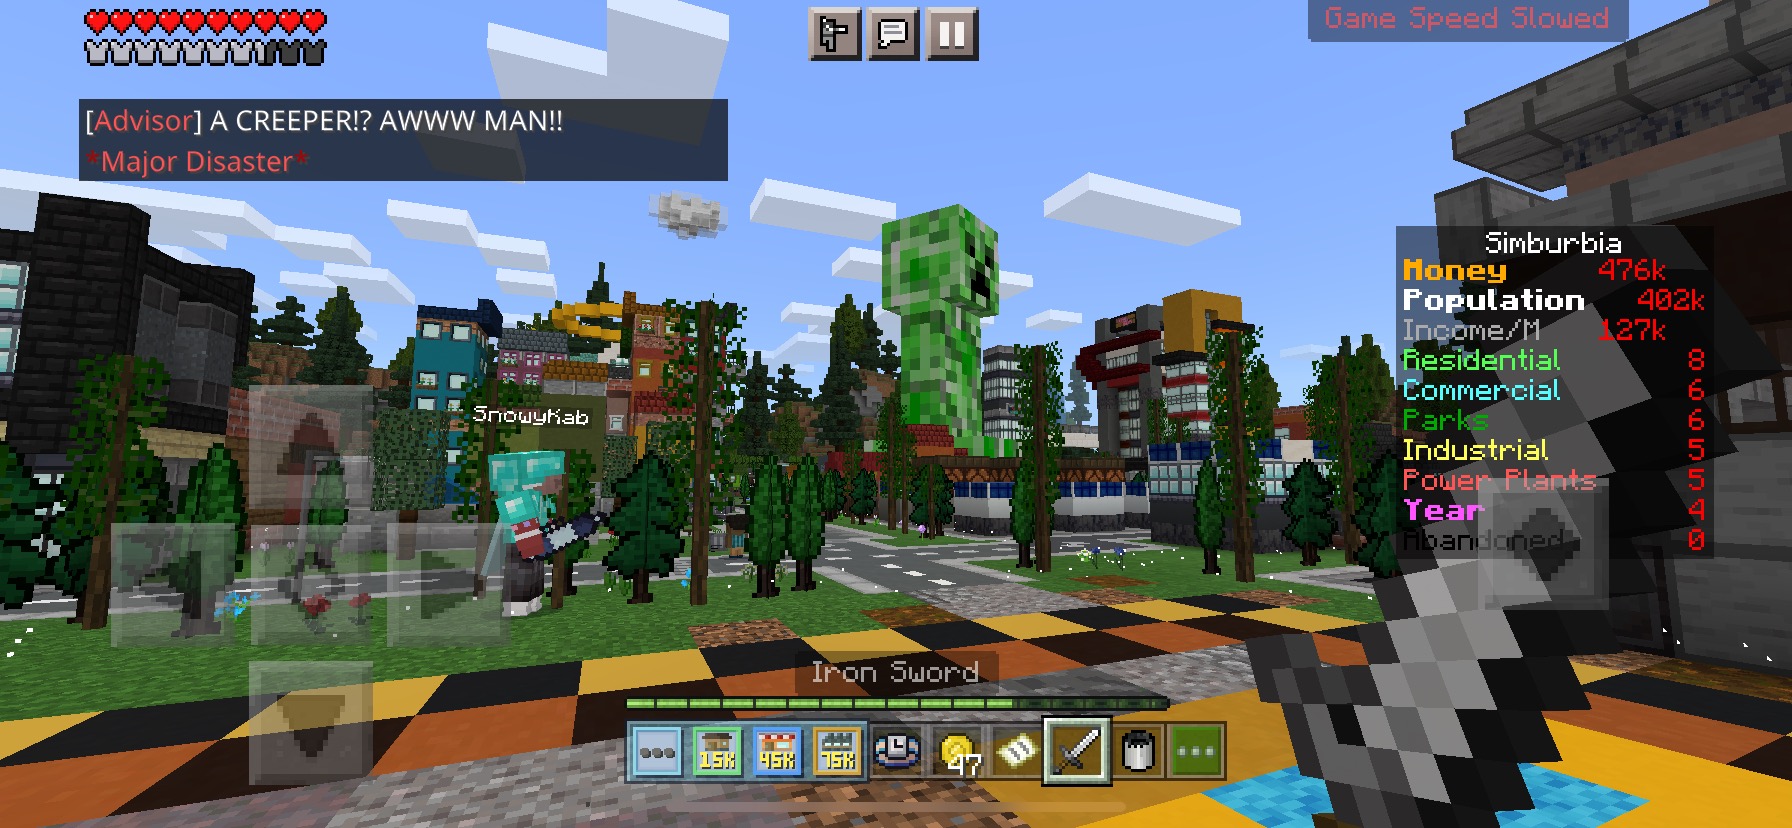 Game Speed Slowed
[Advisor] A CREEPER!? AWWW MAN!!
*Major Disaster*
Simburbia
Money 476k
Population 402k
Income/M 127k
Residential 8
Commercial 6
Parks 6
Industrial 5
Power Plants 5
Year 4
Abandoned 0
SnowyKab
Iron Sword
15K
45K
75K
47